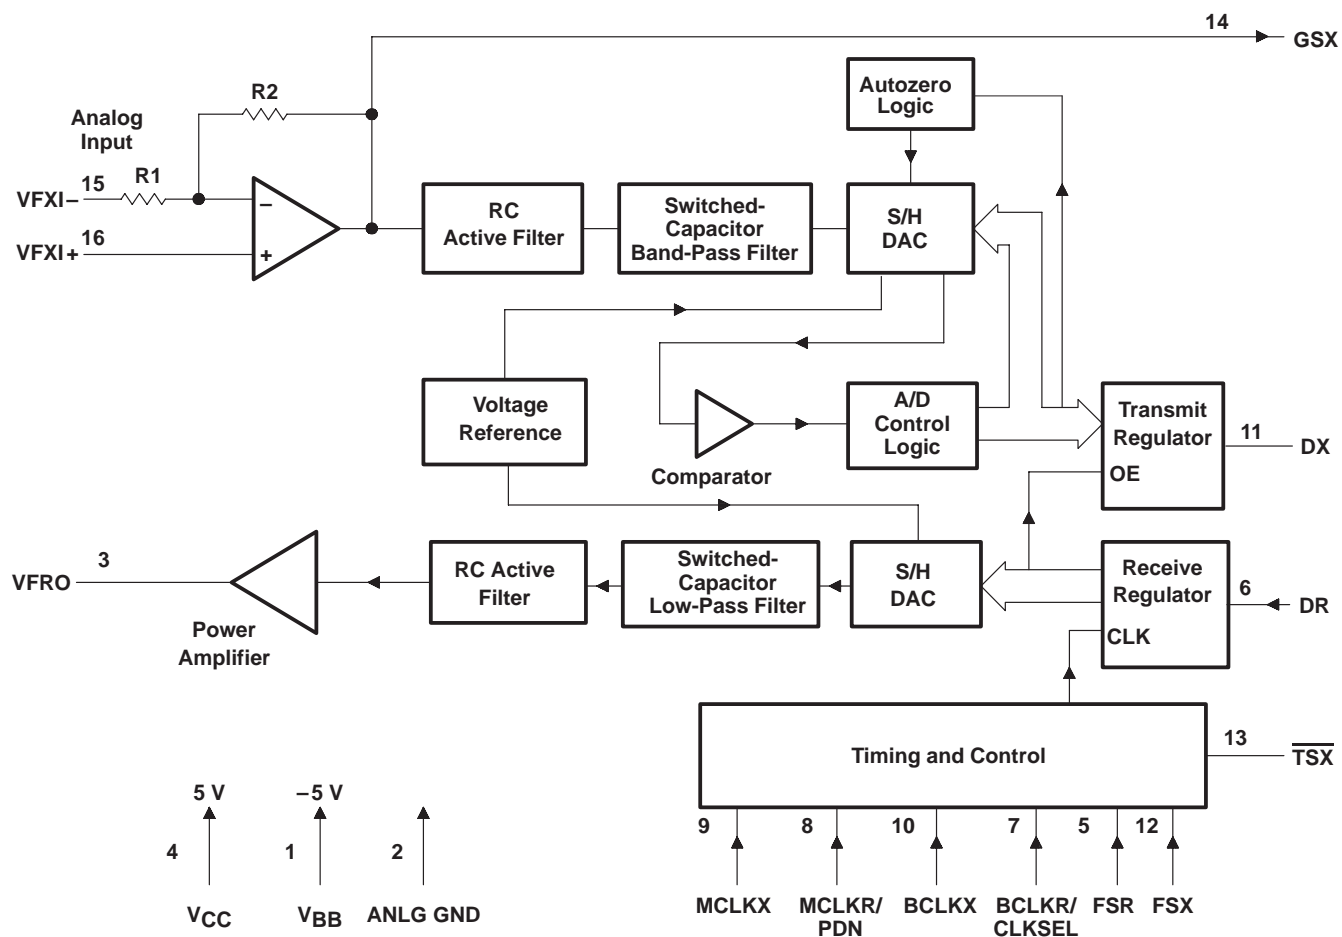 14
GSX
R2
Autozero
Logic
Analog
Input
15
R1
VFXI–
–
16
VFXI+
+
RC
Active Filter
Switched-
Capacitor
Band-Pass Filter
S/H
DAC
Voltage
Reference
Comparator
A/D
Control
Logic
Transmit
Regulator
OE
11
DX
3
VFRO
Power
Amplifier
RC Active
Filter
Switched-
Capacitor
Low-Pass Filter
S/H
DAC
Receive
Regulator
CLK
6
DR
Timing and Control
13
TSX
5 V
–5 V
4
1
2
VCC
VBB
ANLG GND
9
8
10
7
5
12
MCLKX
MCLKR/
PDN
BCLKX
BCLKR/
CLKSEL
FSR
FSX